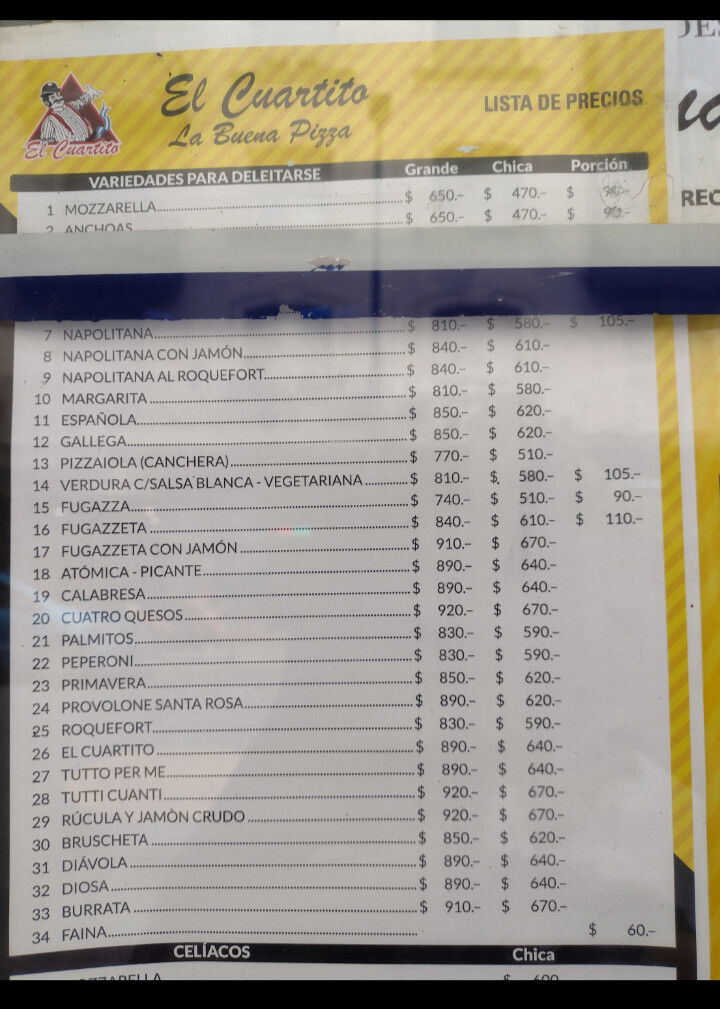 El Cuartito
La Buena Pizza
LISTA DE PRECIOS
El Cuartito
VARIEDADES PARA DELEITARSE Grande Chica Porción
1 MOZZARELLA $ 650.- $ 470.- $ 90.-
2 ANCHOAS $ 650.- $ 470.- $ 90.-
7 NAPOLITANA $ 810.- $ 580.- $ 105.-
8 NAPOLITANA CON JAMÓN $ 840.- $ 610.-
9 NAPOLITANA AL ROQUEFORT $ 840.- $ 610.-
10 MARGARITA $ 810.- $ 580.-
11 ESPAÑOLA $ 850.- $ 620.-
12 GALLEGA $ 850.- $ 620.-
13 PIZZAIOLA (CANCHERA) $ 770.- $ 510.-
14 VERDURA C/SALSA BLANCA - VEGETARIANA $ 810.- $ 580.- $ 105.-
15 FUGAZZA $ 740.- $ 510.- $ 90.-
16 FUGAZZETA $ 840.- $ 610.- $ 110.-
17 FUGAZZETA CON JAMÓN $ 910.- $ 670.-
18 ATÓMICA - PICANTE $ 890.- $ 640.-
19 CALABRESA $ 890.- $ 640.-
20 CUATRO QUESOS $ 920.- $ 670.-
21 PALMITOS $ 830.- $ 590.-
22 PEPERONI $ 830.- $ 590.-
23 PRIMAVERA $ 850.- $ 620.-
24 PROVOLONE SANTA ROSA $ 890.- $ 620.-
25 ROQUEFORT $ 830.- $ 590.-
26 EL CUARTITO $ 890.- $ 640.-
27 TUTTO PER ME $ 890.- $ 640.-
28 TUTTI CUANTI $ 920.- $ 670.-
29 RÚCULA Y JAMÒN CRUDO $ 920.- $ 670.-
30 BRUSCHETA $ 850.- $ 620.-
31 DIÁVOLA $ 890.- $ 640.-
32 DIOSA $ 890.- $ 640.-
33 BURRATA $ 910.- $ 670.-
34 FAINA $ 60.-
CELÍACOS Chica
REC